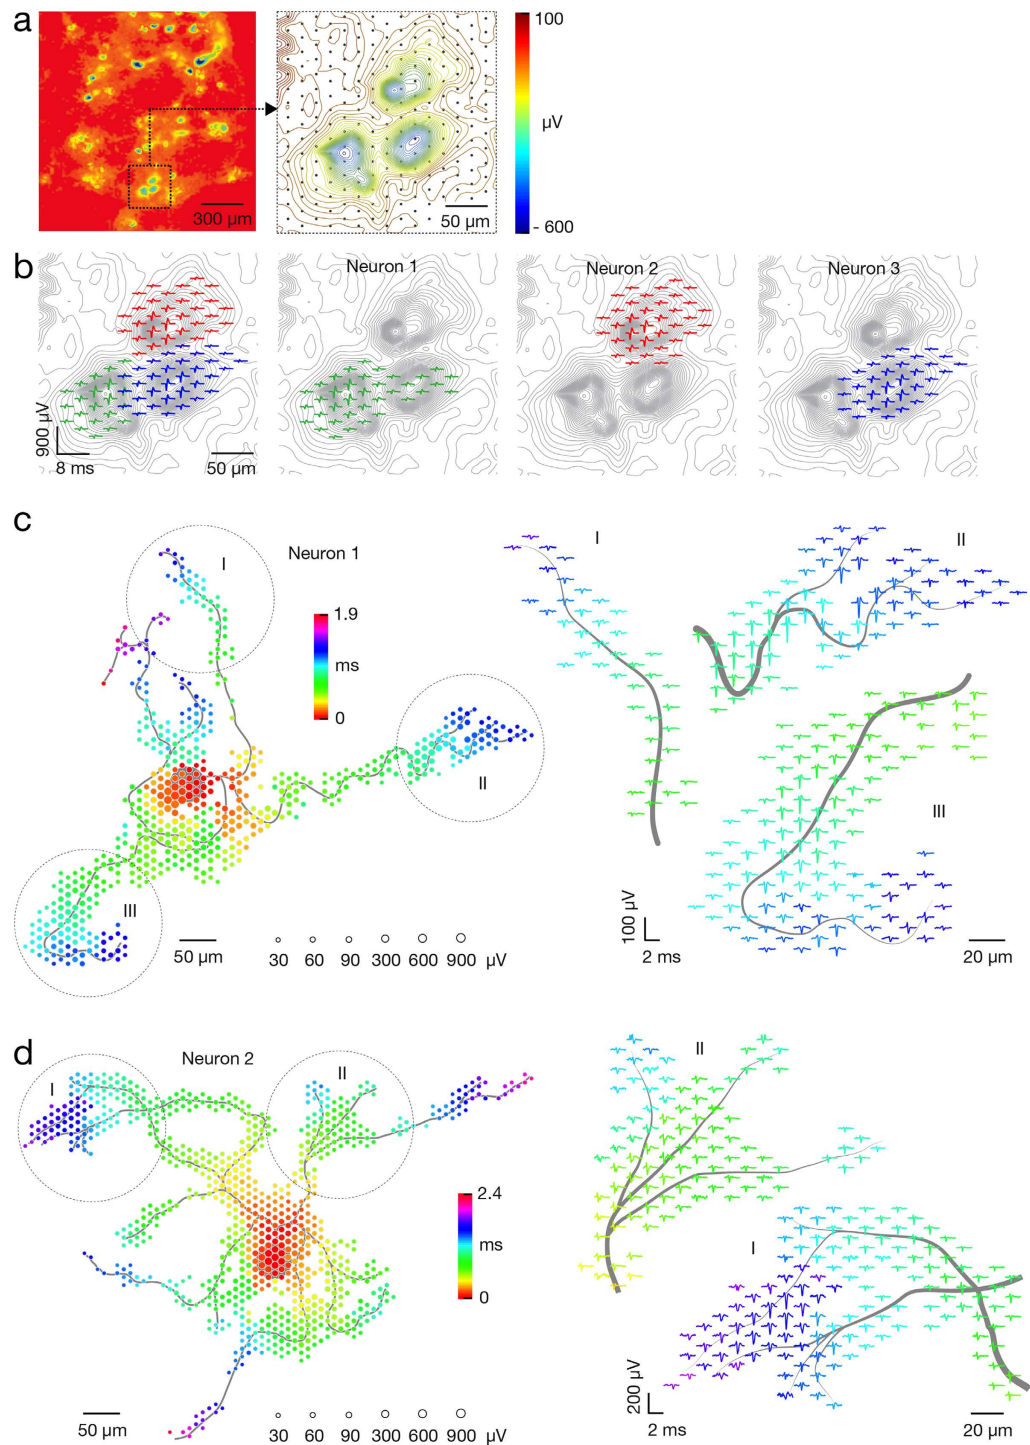 a
100
µV
- 600
300 µm
50 µm
b
Neuron 1
Neuron 2
Neuron 3
900 µV
8 ms
50 µm
c
I
Neuron 1
1.9
ms
0
II
III
50 µm
30 60 90 300 600 900 µV
I
II
III
100 µV
2 ms
20 µm
d
Neuron 2
I
II
2.4
ms
0
50 µm
30 60 90 300 600 900 µV
II
I
200 µV
2 ms
20 µm